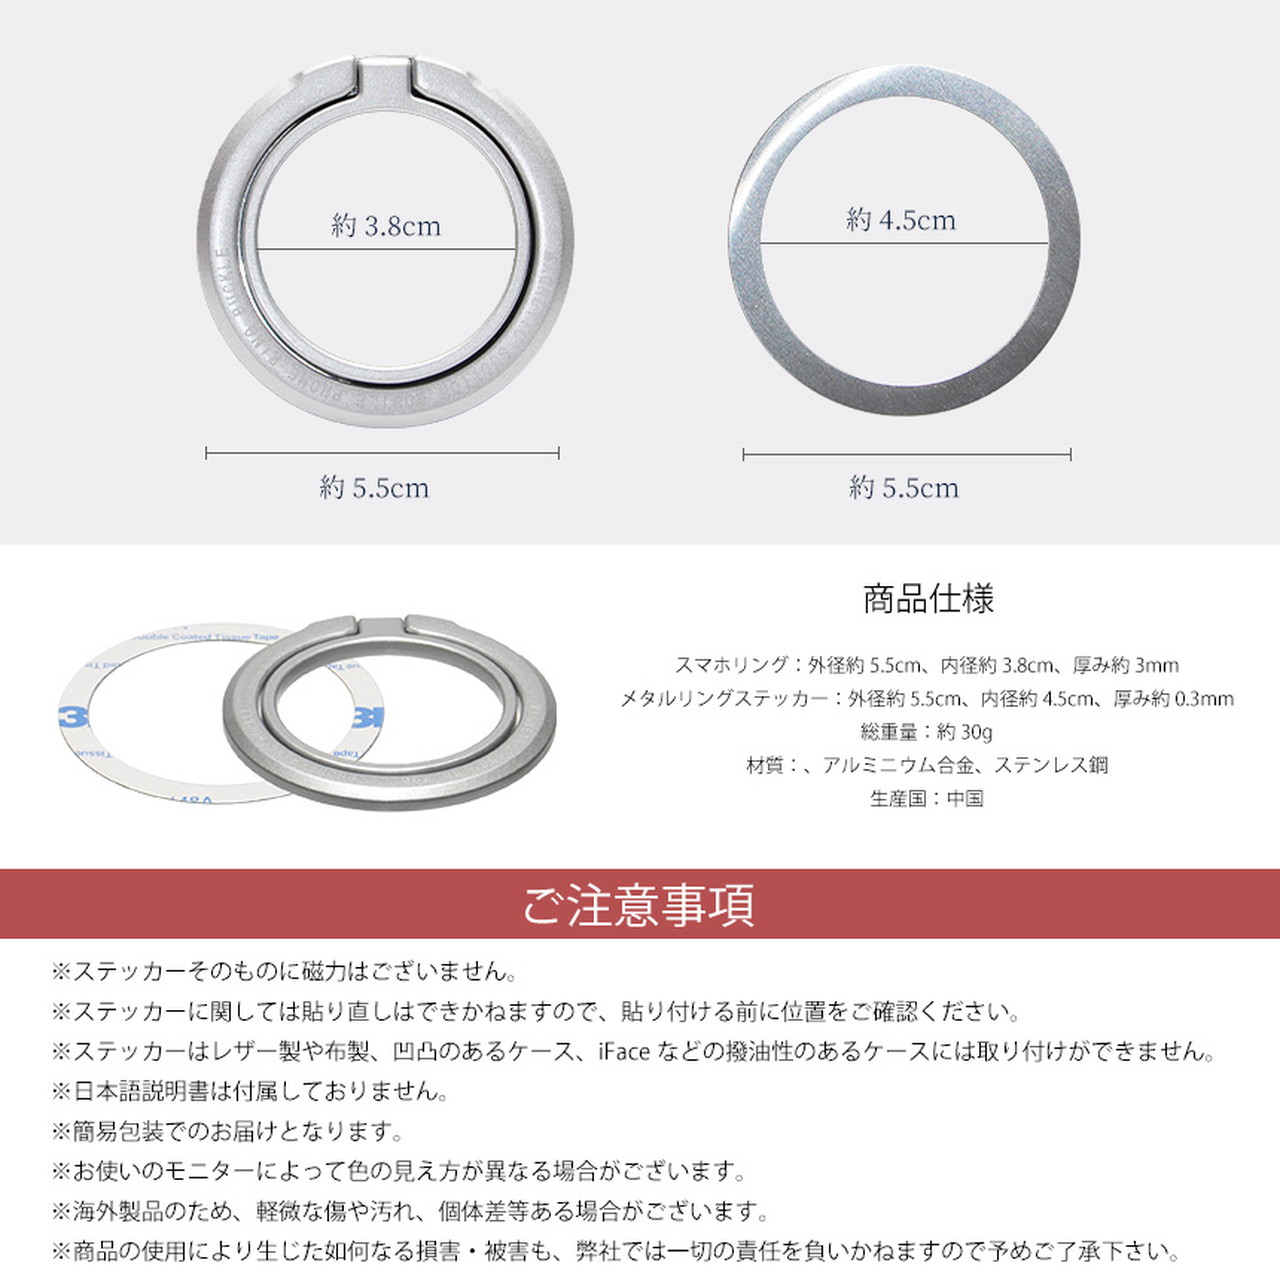 約 3.8cm
約 4.5cm
RING BUCKLE
PHONE
約 5.5cm
約 5.5cm
商品仕様
Double Coated Tissue Tape
スマホリング：外径約 5.5cm、内径約 3.8cm、厚み約 3mm
メタルリングステッカー：外径約 5.5cm、内径約 4.5cm、厚み約 0.3mm
総重量：約 30g
材質：、アルミニウム合金、ステンレス鋼
生産国：中国
ご注意事項
※ステッカーそのものに磁力はございません。
※ステッカーに関しては貼り直しはできかねますので、貼り付ける前に位置をご確認ください。
※ステッカーはレザー製や布製、凹凸のあるケース、iFace などの撥油性のあるケースには取り付けができません。
※日本語説明書は付属しておりません。
※簡易包装でのお届けとなります。
※お使いのモニターによって色の見え方が異なる場合がございます。
※海外製品のため、軽微な傷や汚れ、個体差等ある場合がございます。
※商品の使用により生じた如何なる損害・被害も、弊社では一切の責任を負いかねますので予めご了承下さい。